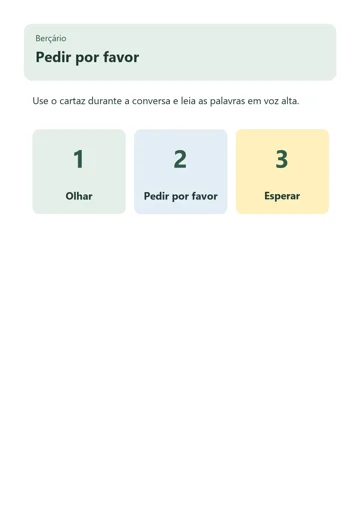 Berçário
Pedir por favor
Use o cartaz durante a conversa e leia as palavras em voz alta.
1
2
3
Olhar
Pedir por favor
Esperar